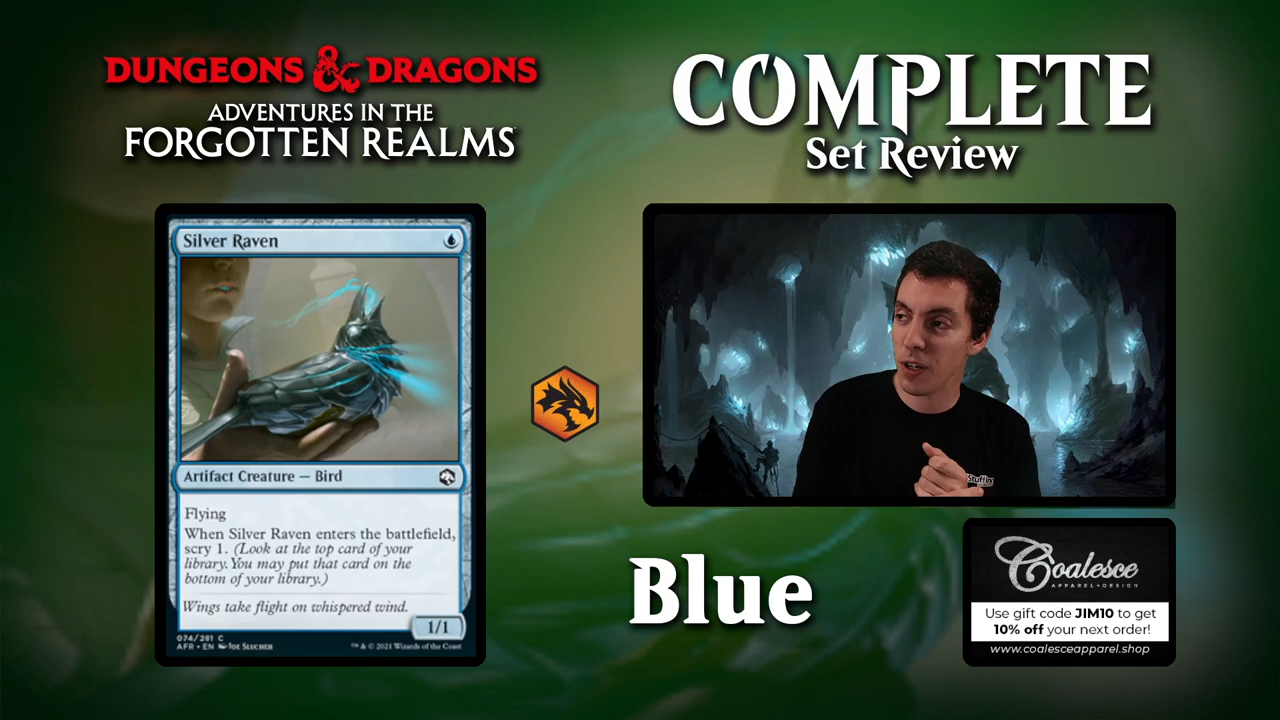 DUNGEONS & DRAGONS
ADVENTURES IN THE
FORGOTTEN REALMS
COMPLETE
Set Review
Silver Raven
Artifact Creature — Bird
Flying
When Silver Raven enters the battlefield,
scry 1. (Look at the top card of your
library. You may put that card on the
bottom of your library.)
Wings take flight on whispered wind.
1/1
074/281 C
AFR • EN JOE SLUCHER
™ & © 2021 Wizards of the Coast
Blue
Coalesce
APPAREL+DESIGN
Use gift code JIM10 to get
10% off your next order!
www.coalesceapparel.shop